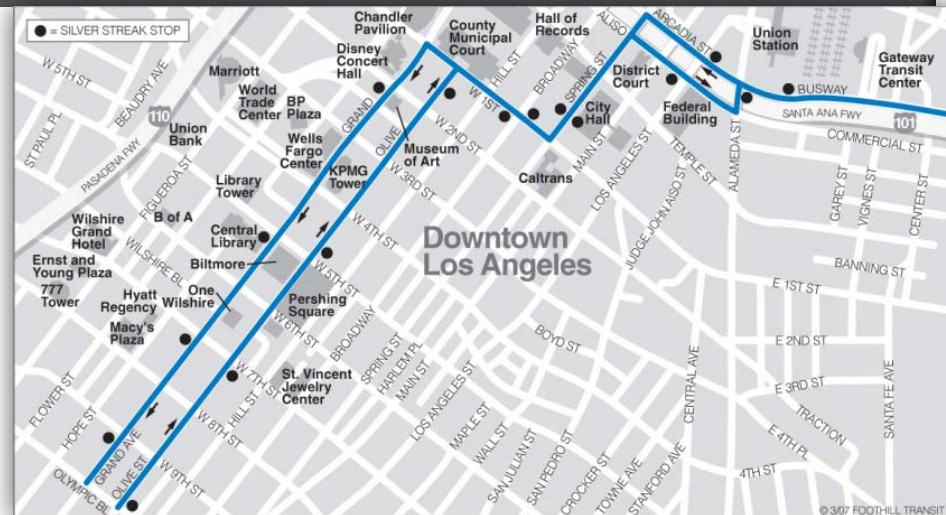 ● = SILVER STREAK STOP
Chandler
Pavilion
County
Municipal
Court
Hall of
Records
ALISO
ARCADIA ST
Union
Station
Gateway
Transit
Center
Disney
Concert
Hall
HILL ST
BROADWAY
SPRING ST
District
Court
BUSWAY
SANTA ANA FWY
101
W 5TH ST
BEAUDRY AVE
Marriott
World
Trade
Center
BP
Plaza
GRAND
OLIVE
W 1ST
City
Hall
Federal
Building
COMMERCIAL ST
ST PAUL PL
110
Union
Bank
Wells
Fargo
Center
W 2ND ST
Museum
of Art
MAIN ST
LOS ANGELES ST
TEMPLE ST
ALAMEDA ST
PASADENA FWY
FIGUEROA ST
Library
Tower
KPMG
Tower
W 3RD ST
Caltrans
JUDGE JOHN AISO ST
GAREY ST
VIGNES ST
CENTER ST
B of A
Wilshire
Grand
Hotel
WILSHIRE BL
Central
Library
W 4TH ST
Downtown
Los Angeles
Ernst and
Young Plaza
777
Tower
Biltmore
W 5TH ST
BANNING ST
Hyatt
Regency
One
Wilshire
Pershing
Square
E 1ST ST
Macy's
Plaza
W 6TH ST
BROADWAY
BOYD ST
E 2ND ST
W 7TH ST
St. Vincent
Jewelry
Center
SPRING ST
HARLEM PL
MAIN ST
LOS ANGELES ST
CENTRAL AVE
E 3RD ST
SANTA FE AVE
FLOWER ST
HOPE ST
HILL ST
W 8TH ST
MAPLE ST
WALL ST
TRACTION
GRAND AVE
OLIVE ST
W 9TH ST
SAN JULIAN ST
SAN PEDRO ST
CROCKER ST
TOWNE AVE
STANFORD AVE
E 4TH PL
4TH ST
OLYMPIC BL
© 3/07 FOOTHILL TRANSIT